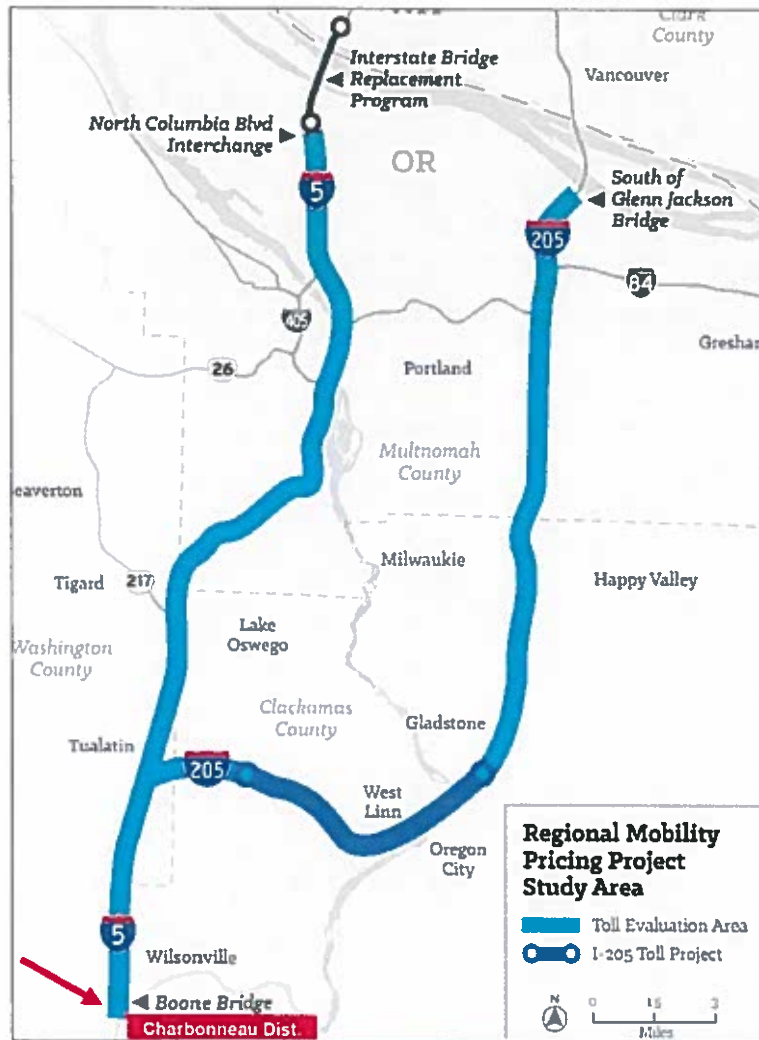 Clark
County
Interstate Bridge
Replacement
Program
Vancouver
North Columbia Blvd
Interchange
OR
5
South of
Glenn Jackson
Bridge
205
84
405
Gresham
26
Portland
Multnomah
County
eaverton
Milwaukie
Tigard
217
Happy Valley
Lake
Oswego
Washington
County
Clackamas
County
Gladstone
Tualatin
205
West
Linn
Oregon
City
Regional Mobility
Pricing Project
Study Area
Toll Evaluation Area
I-205 Toll Project
5
Wilsonville
Boone Bridge
Charbonneau Dist.
N
0 1.5 3
Miles